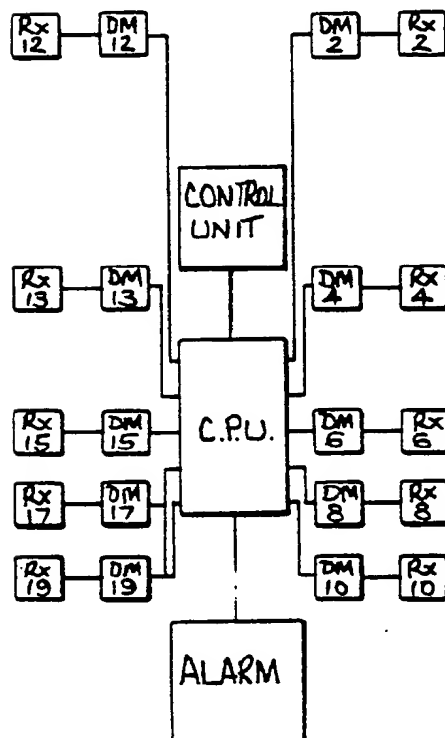 Rx
12
DM
12
DM
2
Rx
2
CONTROL
UNIT
Rx
13
DM
13
DM
4
Rx
4
C.P.U.
Rx
15
DM
15
DM
6
Rx
6
Rx
17
DM
17
DM
8
Rx
8
Rx
19
DM
19
DM
10
Rx
10
ALARM